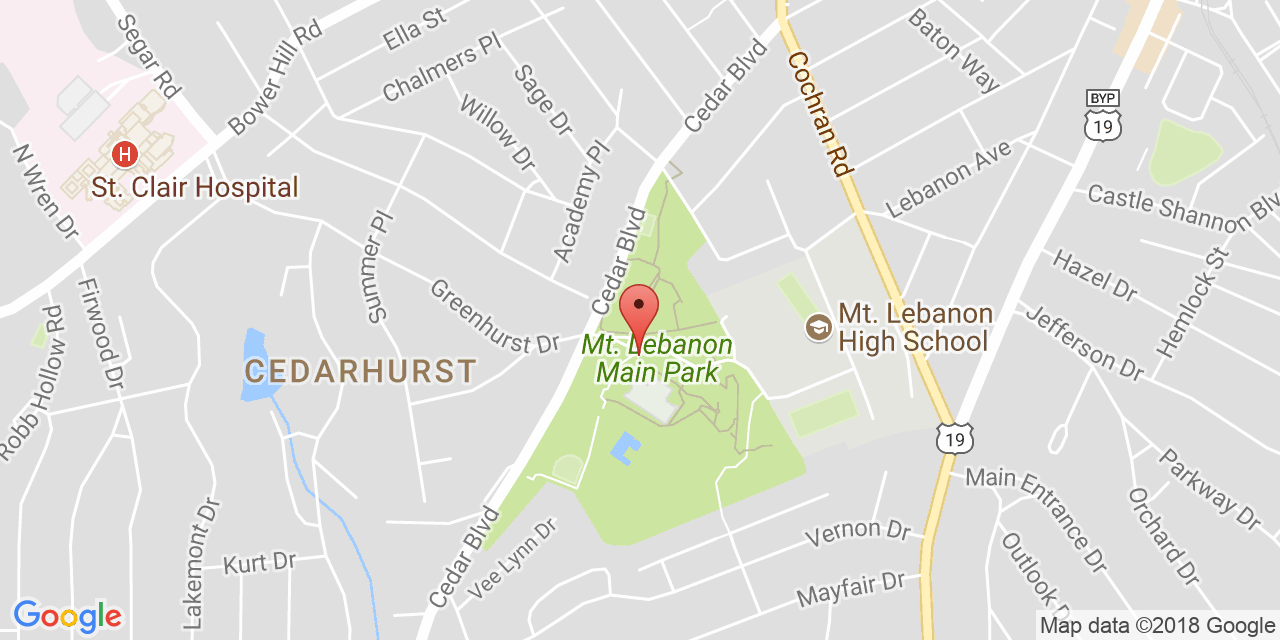 Segar Rd
Bower Hill Rd
Ella St
Chalmers Pl
Sage Dr
Willow Dr
Cedar Blvd
Cochran Rd
Baton Way
BYP
19
H
St. Clair Hospital
N Wren Dr
Academy Pl
Lebanon Ave
Castle Shannon Blv
Summer Pl
Cedar Blvd
Hazel Dr
Hemlock St
Firwood Dr
Robb Hollow Rd
Greenhurst Dr
Mt. Lebanon
High School
Jefferson Dr
Mt. Lebanon
Main Park
CEDARHURST
19
Main Entrance Dr
Parkway Dr
Orchard Dr
Outlook D
Vernon Dr
Mayfair Dr
Cedar Blvd
Vee Lynn Dr
Kurt Dr
Lakemont Dr
Google
Map data ©2018 Google